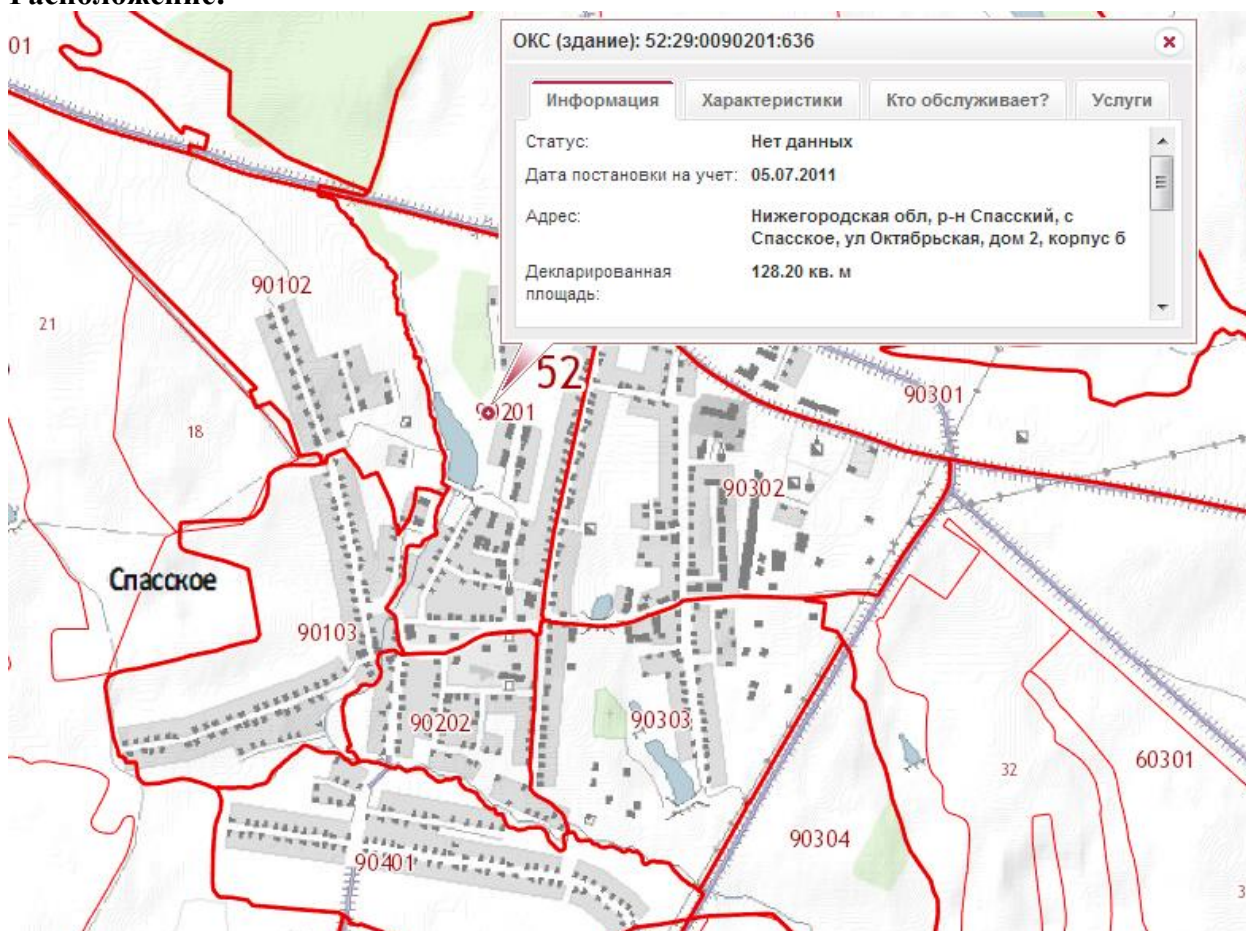 Расположение:
ОКС (здание): 52:29:0090201:636
Информация
Характеристики
Кто обслуживает?
Услуги
Статус: Нет данных
Дата постановки на учет: 05.07.2011
Адрес: Нижегородская обл, р-н Спасский, с
Спасское, ул Октябрьская, дом 2, корпус б
Декларированная 128.20 кв. м
площадь:
01
90102
21
52
90301
90201
18
90302
Спасское
90103
90202
90303
32
60301
90304
90401
3